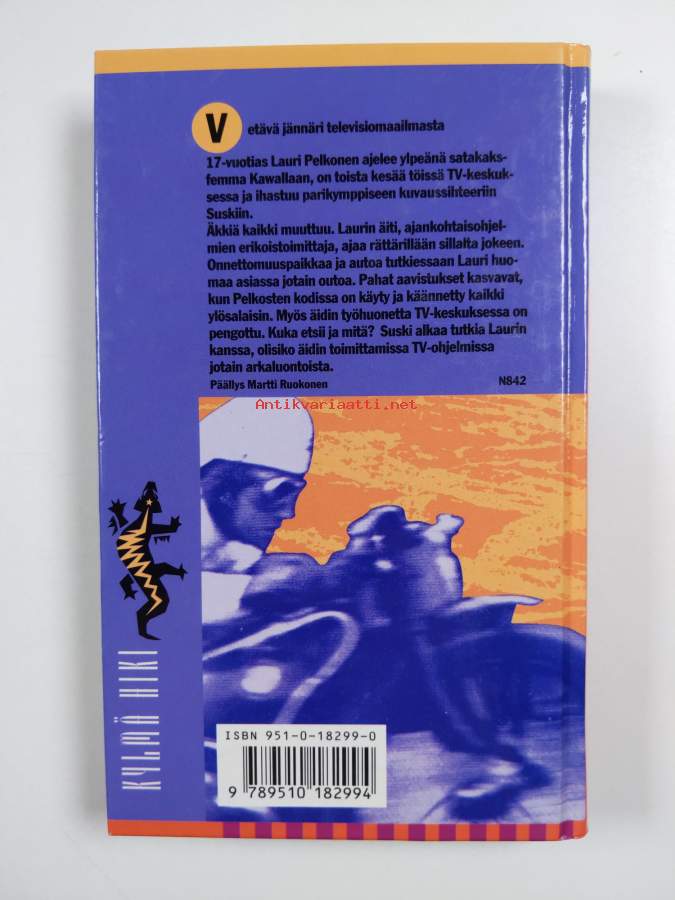 V etävä jännäri televisiomaailmasta
17-vuotias Lauri Pelkonen ajelee ylpeänä satakaks-
femma Kawallaan, on toista kesää töissä TV-keskuk-
sessa ja ihastuu parikymppiseen kuvaussihteeriin
Suskiin.
Äkkiä kaikki muuttuu. Laurin äiti, ajankohtaisohjel-
mien erikoistoimittaja, ajaa rättärillään sillalta jokeen.
Onnettomuuspaikkaa ja autoa tutkiessaan Lauri huo-
maa asiassa jotain outoa. Pahat aavistukset kasvavat,
kun Pelkosten kodissa on käyty ja käännetty kaikki
ylösalaisin. Myös äidin työhuonetta TV-keskuksessa on
pengottu. Kuka etsii ja mitä? Suski alkaa tutkia Laurin
kanssa, olisiko äidin toimittamissa TV-ohjelmissa
jotain arkaluontoista.
Päällys Martti Ruokonen N842
Antikvariaatti.net
KYLMÄ HIKI
ISBN 951-0-18299-0
9 789510 182994